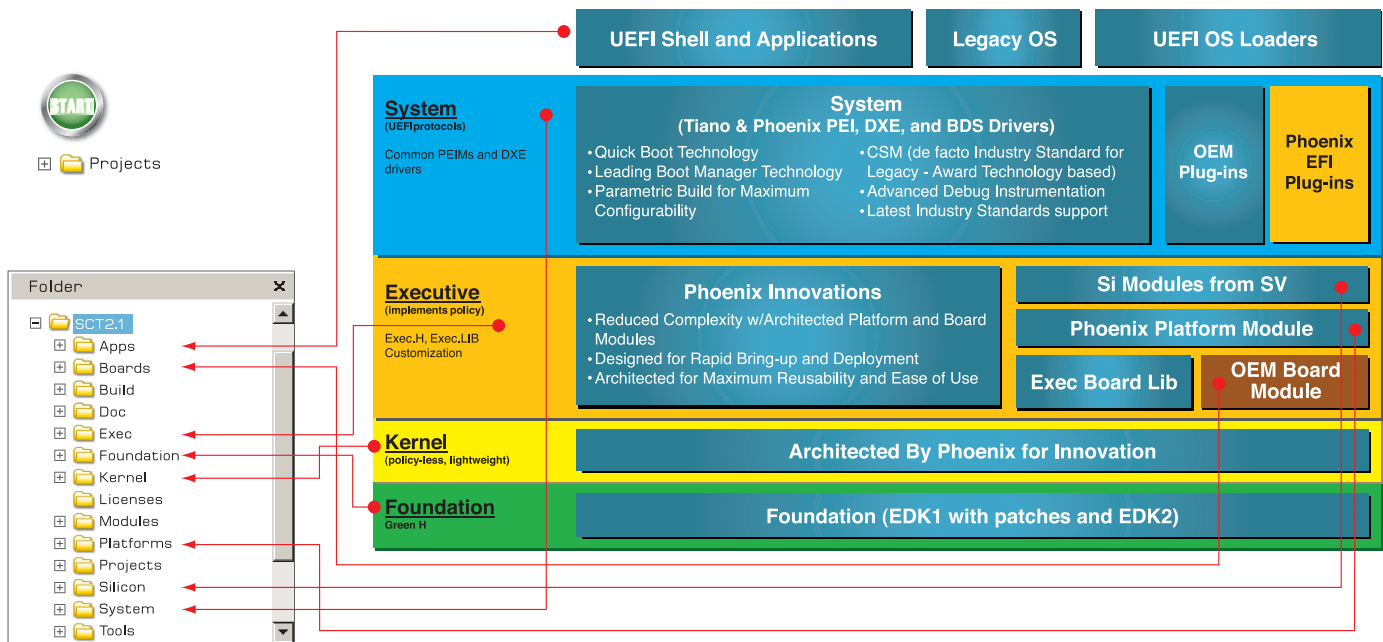 START
Projects
Folder
SCT2.1
Apps
Boards
Build
Doc
Exec
Foundation
Kernel
Licenses
Modules
Platforms
Projects
Silicon
System
Tools
UEFI Shell and Applications
Legacy OS
UEFI OS Loaders
System
(UEFIprotocols)
Common PEIMs and DXE
drivers
System
(Tiano & Phoenix PEI, DXE, and BDS Drivers)
•Quick Boot Technology
•Leading Boot Manager Technology
•Parametric Build for Maximum
Configurability
•CSM (de facto Industry Standard for
Legacy - Award Technology based)
•Advanced Debug Instrumentation
•Latest Industry Standards support
OEM
Plug-ins
Phoenix
EFI
Plug-ins
Executive
(implements policy)
Exec.H, Exec.LIB
Customization
Phoenix Innovations
•Reduced Complexity w/Architected Platform and Board
Modules
•Designed for Rapid Bring-up and Deployment
•Architected for Maximum Reusability and Ease of Use
Si Modules from SV
Phoenix Platform Module
Exec Board Lib
OEM Board
Module
Kernel
(policy-less, lightweight)
Architected By Phoenix for Innovation
Foundation
Green H
Foundation (EDK1 with patches and EDK2)